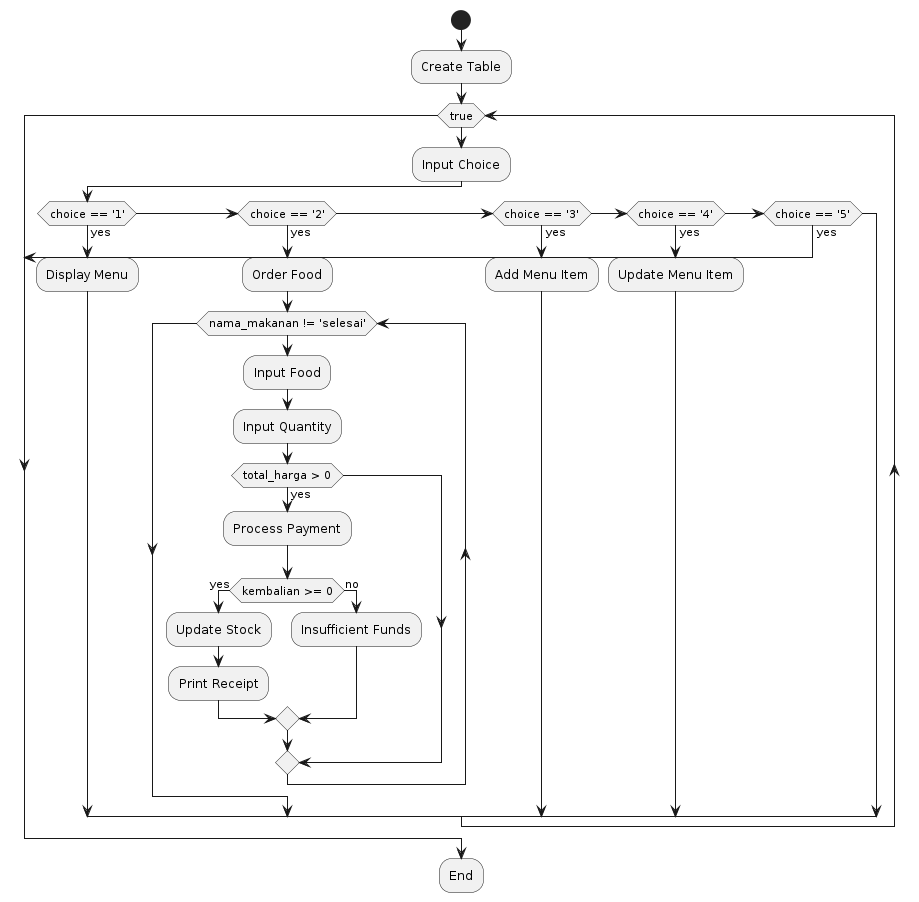 Create Table
true
Input Choice
choice == '1'
choice == '2'
choice == '3'
choice == '4'
choice == '5'
yes
yes
yes
yes
yes
Display Menu
Order Food
Add Menu Item
Update Menu Item
nama_makanan != 'selesai'
Input Food
Input Quantity
total_harga > 0
yes
Process Payment
yes
kembalian >= 0
no
Update Stock
Insufficient Funds
Print Receipt
End